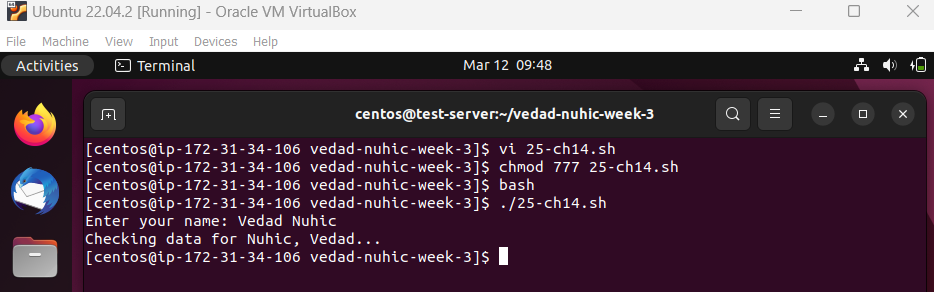 Ubuntu 22.04.2 [Running] - Oracle VM VirtualBox
File Machine View Input Devices Help
Activities Terminal Mar 12 09:48
centos@test-server:~/vedad-nuhic-week-3
[centos@ip-172-31-34-106 vedad-nuhic-week-3]$ vi 25-ch14.sh
[centos@ip-172-31-34-106 vedad-nuhic-week-3]$ chmod 777 25-ch14.sh
[centos@ip-172-31-34-106 vedad-nuhic-week-3]$ bash
[centos@ip-172-31-34-106 vedad-nuhic-week-3]$ ./25-ch14.sh
Enter your name: Vedad Nuhic
Checking data for Nuhic, Vedad...
[centos@ip-172-31-34-106 vedad-nuhic-week-3]$